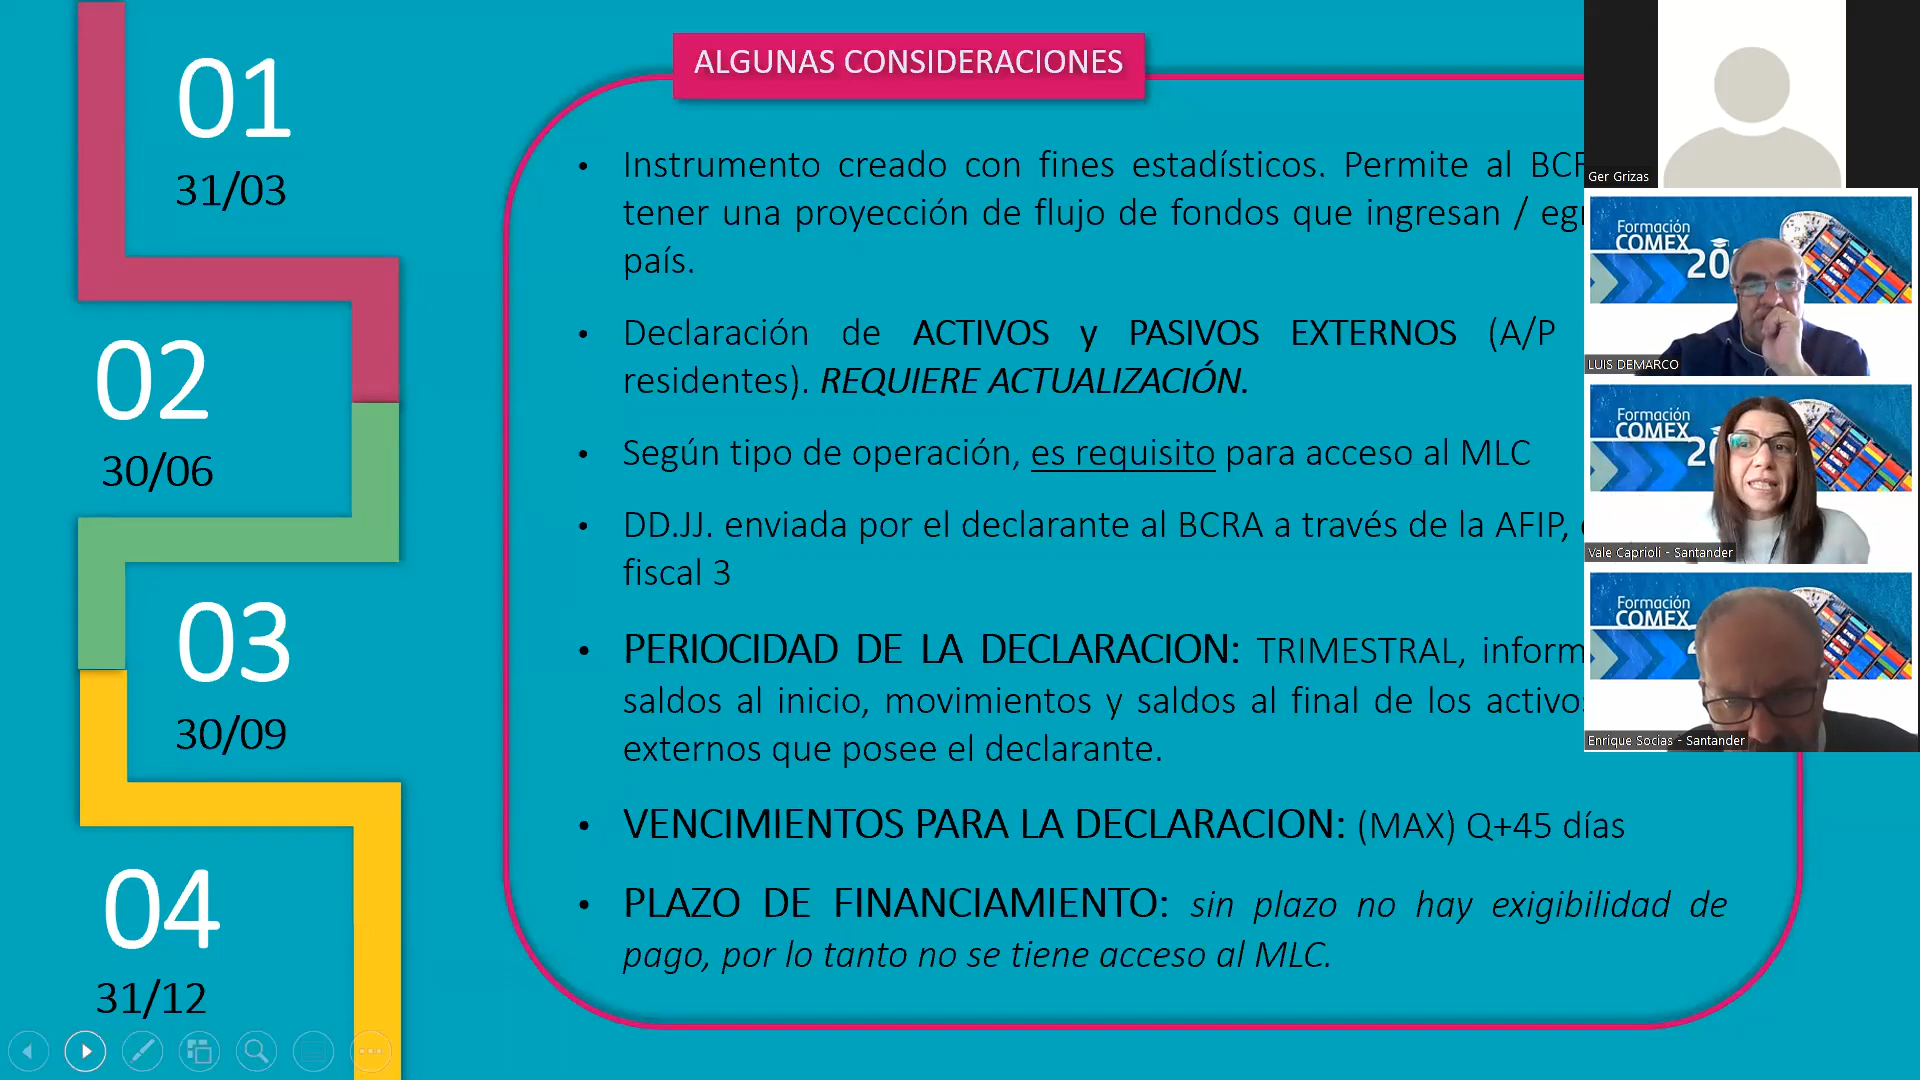 01
31/03
02
30/06
03
30/09
04
31/12
ALGUNAS CONSIDERACIONES
• Instrumento creado con fines estadísticos. Permite al
tener una proyección de flujo de fondos que ingresan /
país.
• Declaración de ACTIVOS y PASIVOS EXTERNOS (A/P
residentes). REQUIERE ACTUALIZACIÓN.
• Según tipo de operación, es requisito para acceso al MLC
• DD.JJ. enviada por el declarante al BCRA a través de la AFIP,
fiscal 3
• PERIOCIDAD DE LA DECLARACION: TRIMESTRAL,
saldos al inicio, movimientos y saldos al final de los
externos que posee el declarante.
• VENCIMIENTOS PARA LA DECLARACION: (MAX) Q+45 días
• PLAZO DE FINANCIAMIENTO: sin plazo no hay exigibilidad de
pago, por lo tanto no se tiene acceso al MLC.
Ger Grizas
Formación
COMEX
LUIS DEMARCO
Formación
COMEX
Vale Caprioli - Santander
Formación
COMEX
Enrique Socias - Santander